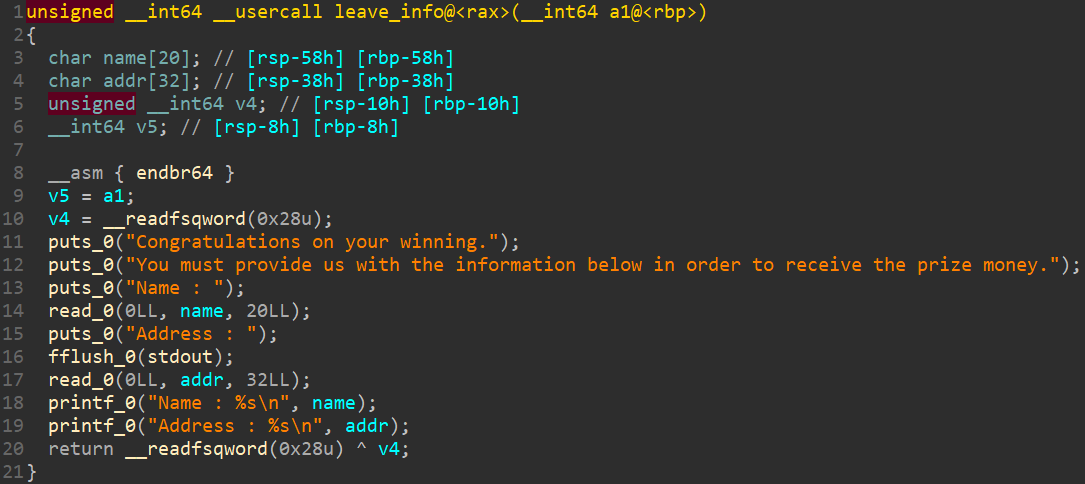 1 unsigned __int64 __usercall leave_info@<rax>(__int64 a1@<rbp>)
2 {
3   char name[20]; // [rsp-58h] [rbp-58h]
4   char addr[32]; // [rsp-38h] [rbp-38h]
5   unsigned __int64 v4; // [rsp-10h] [rbp-10h]
6   __int64 v5; // [rsp-8h] [rbp-8h]
7
8   __asm { endbr64 }
9   v5 = a1;
10   v4 = __readfsqword(0x28u);
11   puts_0("Congratulations on your winning.");
12   puts_0("You must provide us with the information below in order to receive the prize money.");
13   puts_0("Name : ");
14   read_0(0LL, name, 20LL);
15   puts_0("Address : ");
16   fflush_0(stdout);
17   read_0(0LL, addr, 32LL);
18   printf_0("Name : %s\n", name);
19   printf_0("Address : %s\n", addr);
20   return __readfsqword(0x28u) ^ v4;
21 }